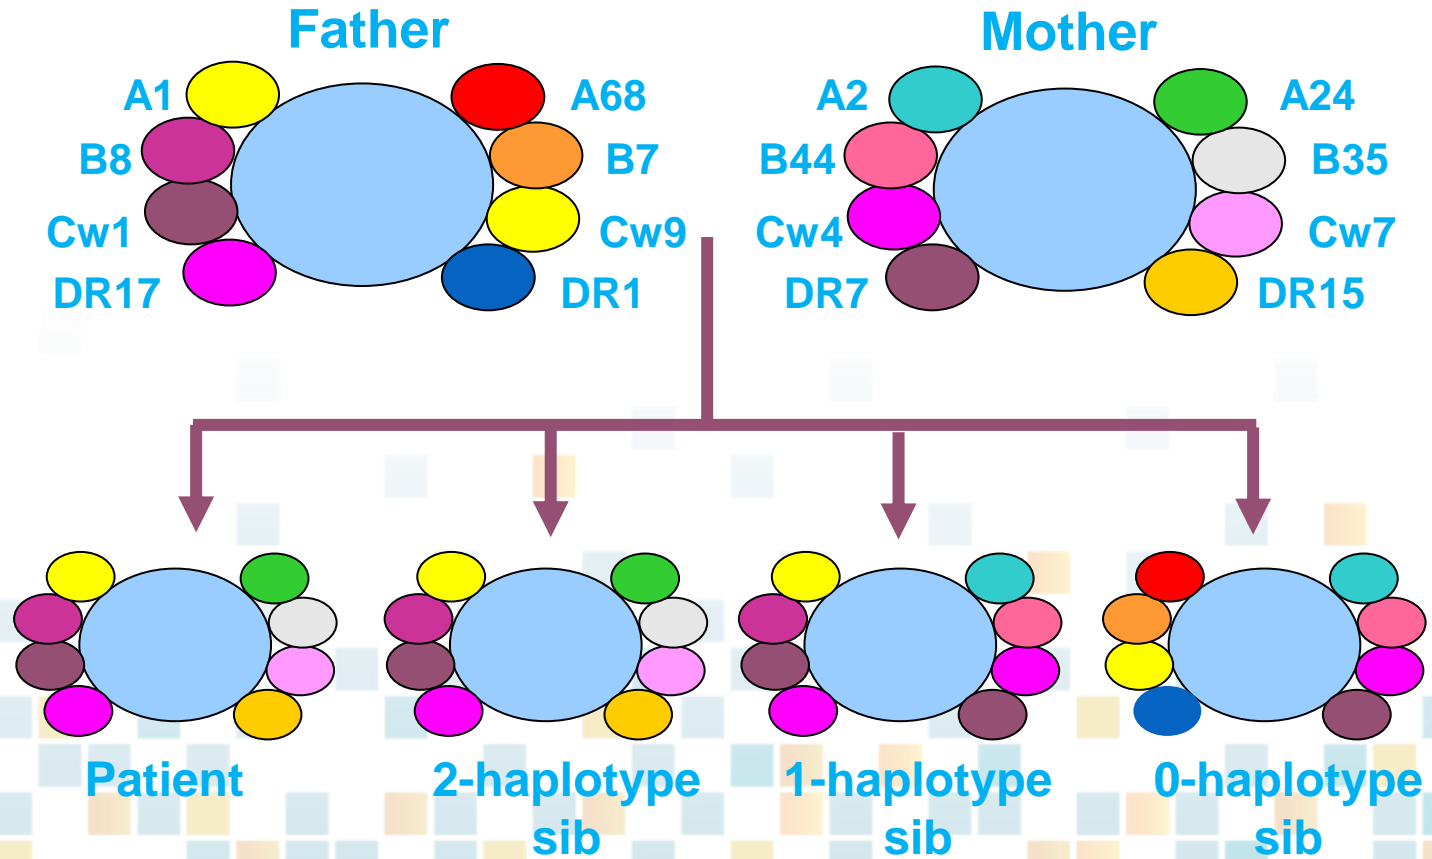 Father
Mother
A1
A68
A2
A24
B8
B7
B44
B35
Cw1
Cw9
Cw4
Cw7
DR17
DR1
DR7
DR15
Patient
2-haplotype
sib
1-haplotype
sib
0-haplotype
sib